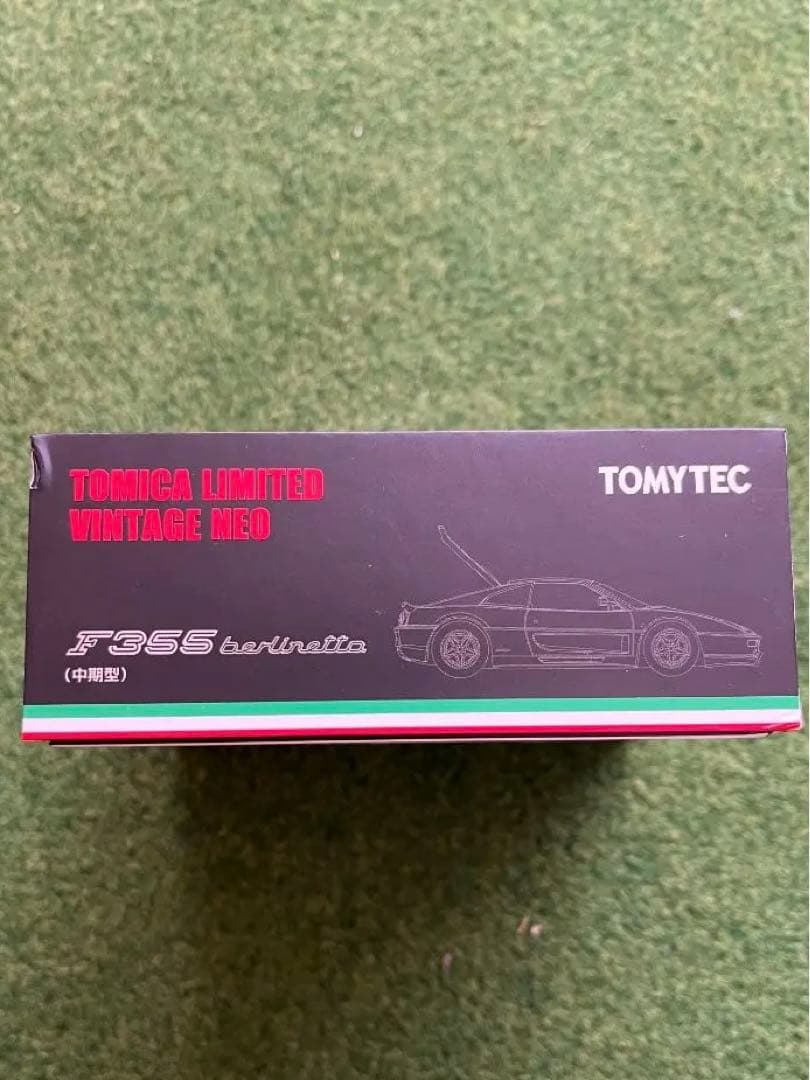 TOMICA LIMITED
VINTAGE NEO
TOMYTEC
F355 berlinetta
(中期型)